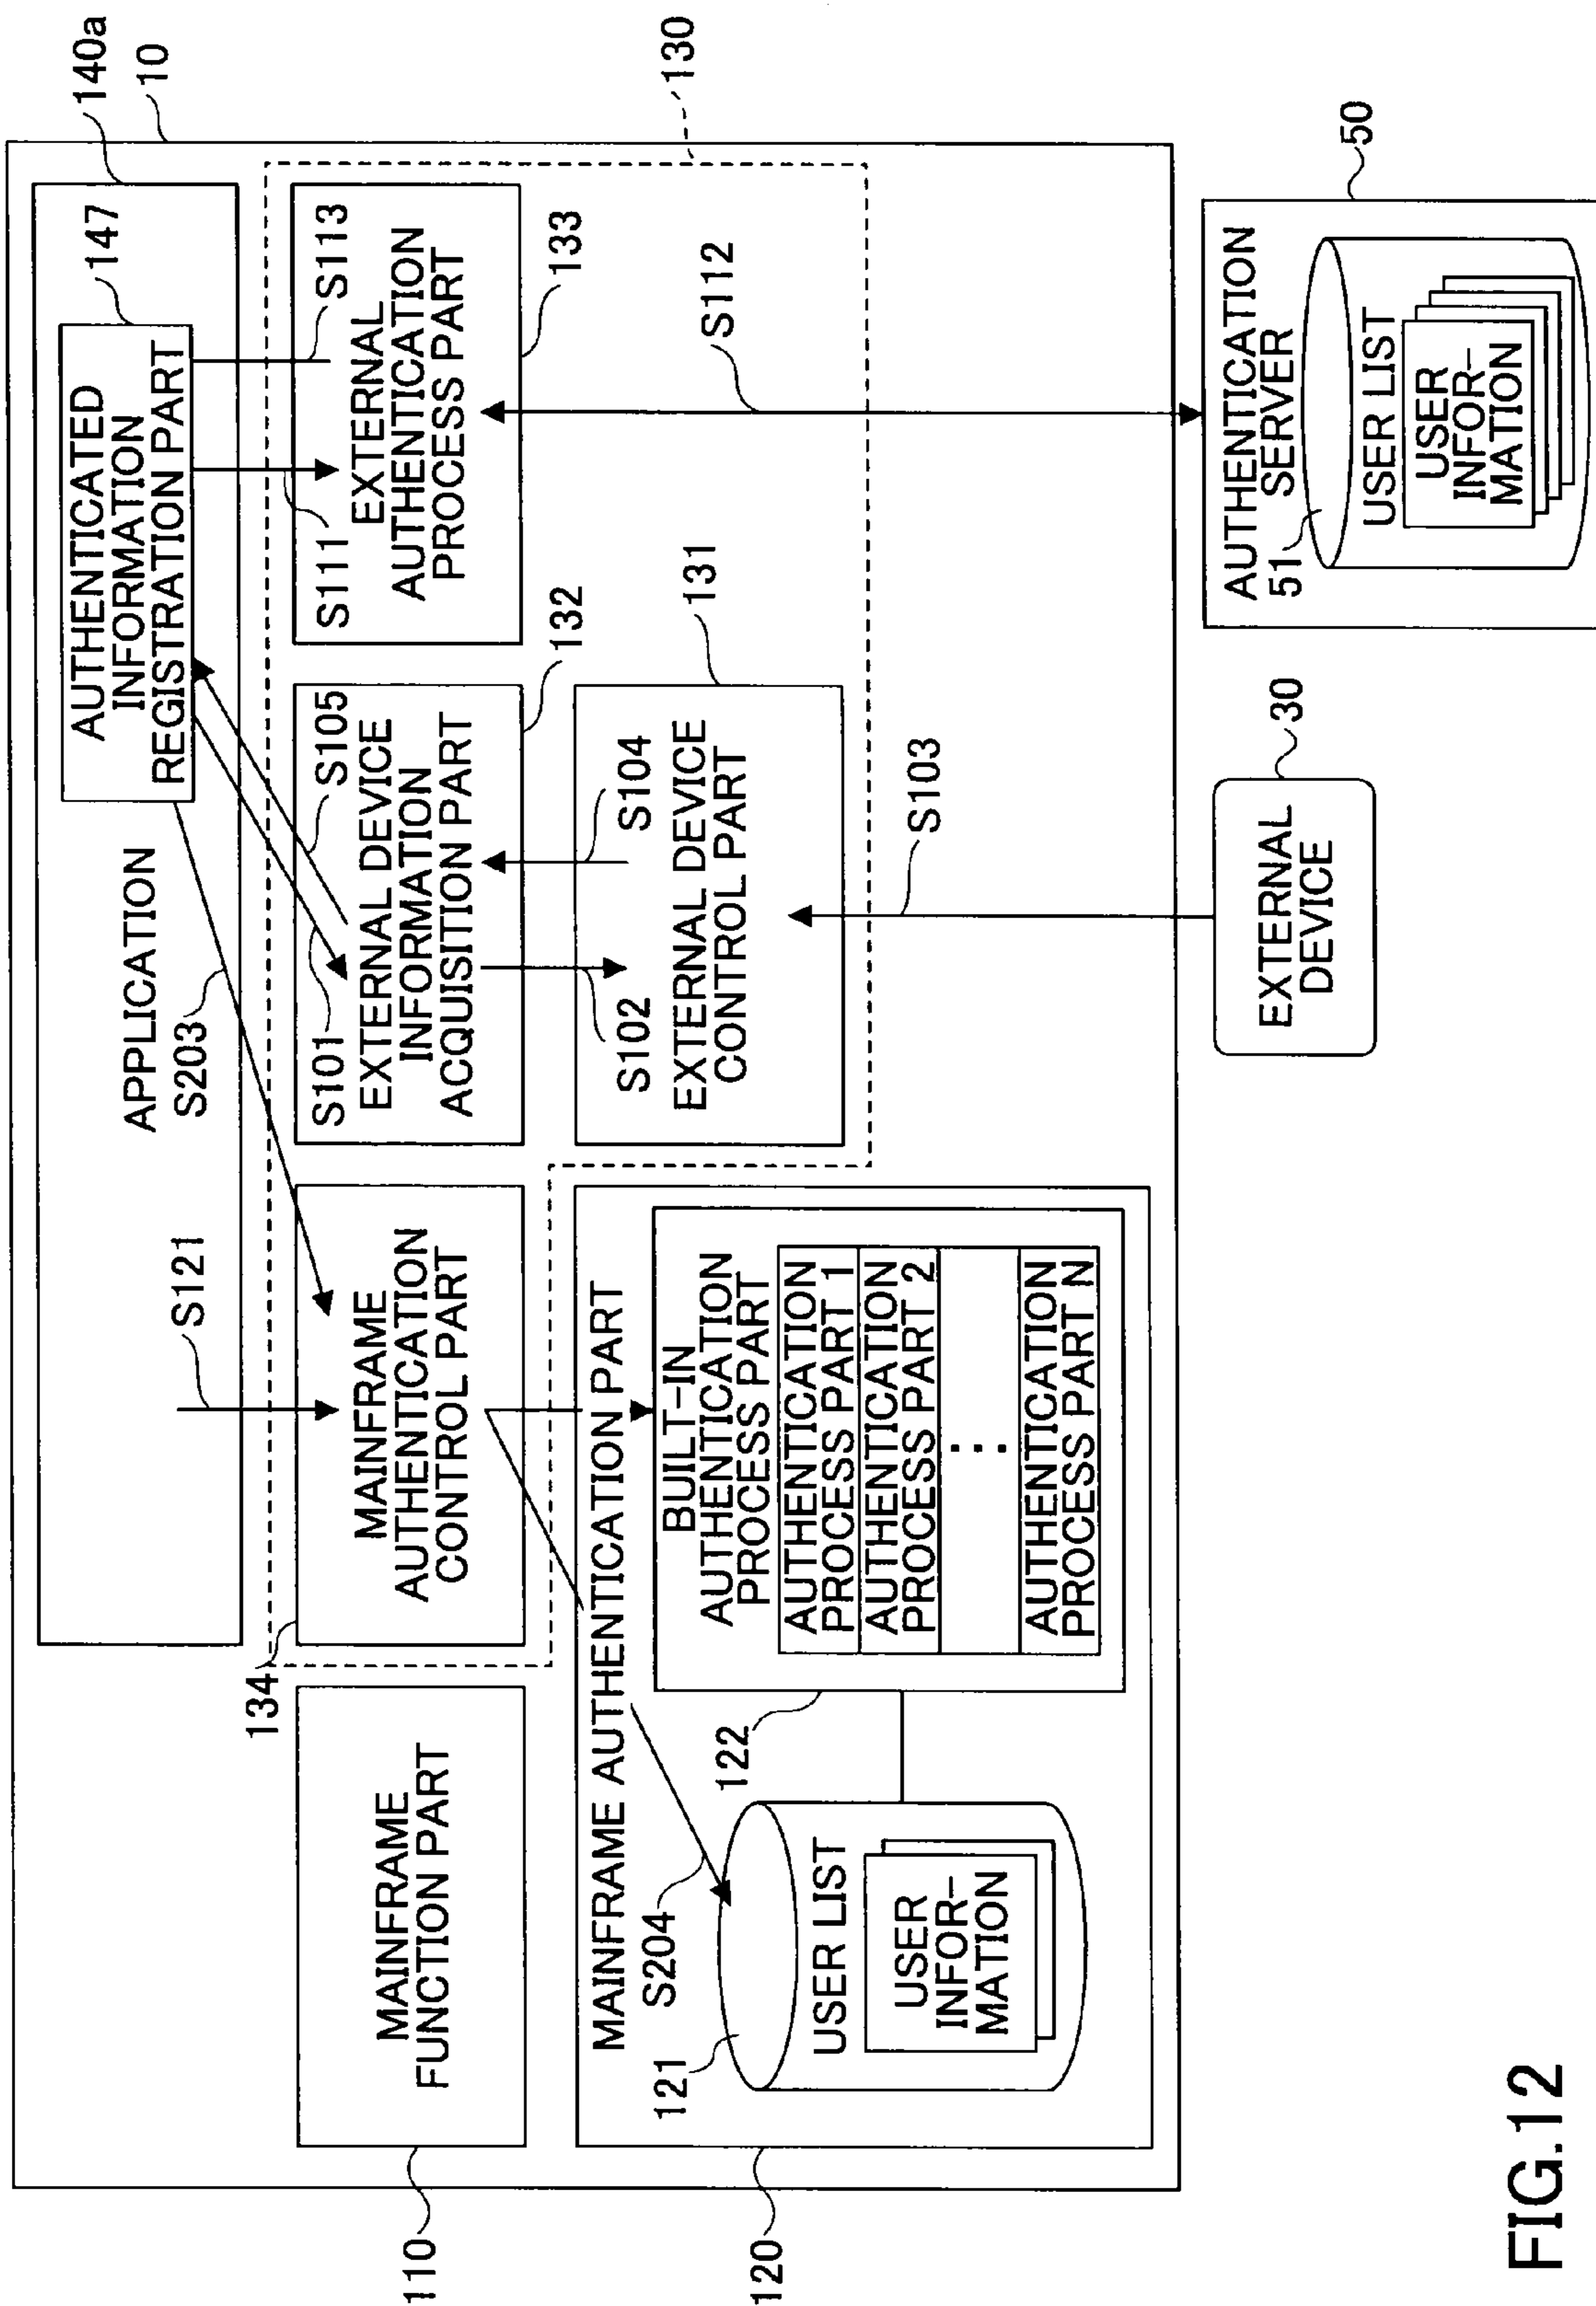 140a
10
AUTHENTICATED
INFORMATION
REGISTRATION PART
147
APPLICATION
S203
S121
130
134
MAINFRAME
FUNCTION PART
110
MAINFRAME
AUTHENTICATION
CONTROL PART
S101
S105
EXTERNAL DEVICE
INFORMATION
ACQUISITION PART
132
S111
S113
EXTERNAL
AUTHENTICATION
PROCESS PART
133
S102
S104
EXTERNAL DEVICE
CONTROL PART
131
S112
S103
MAINFRAME AUTHENTICATION PART
S204
121
USER LIST
USER
INFOR–
MATION
122
BUILT–IN
AUTHENTICATION
PROCESS PART
AUTHENTICATION
PROCESS PART 1
AUTHENTICATION
PROCESS PART 2
⋮
AUTHENTICATION
PROCESS PART N
120
EXTERNAL
DEVICE
30
AUTHENTICATION
SERVER
50
51
USER LIST
USER
INFOR–
MATION
FIG.12